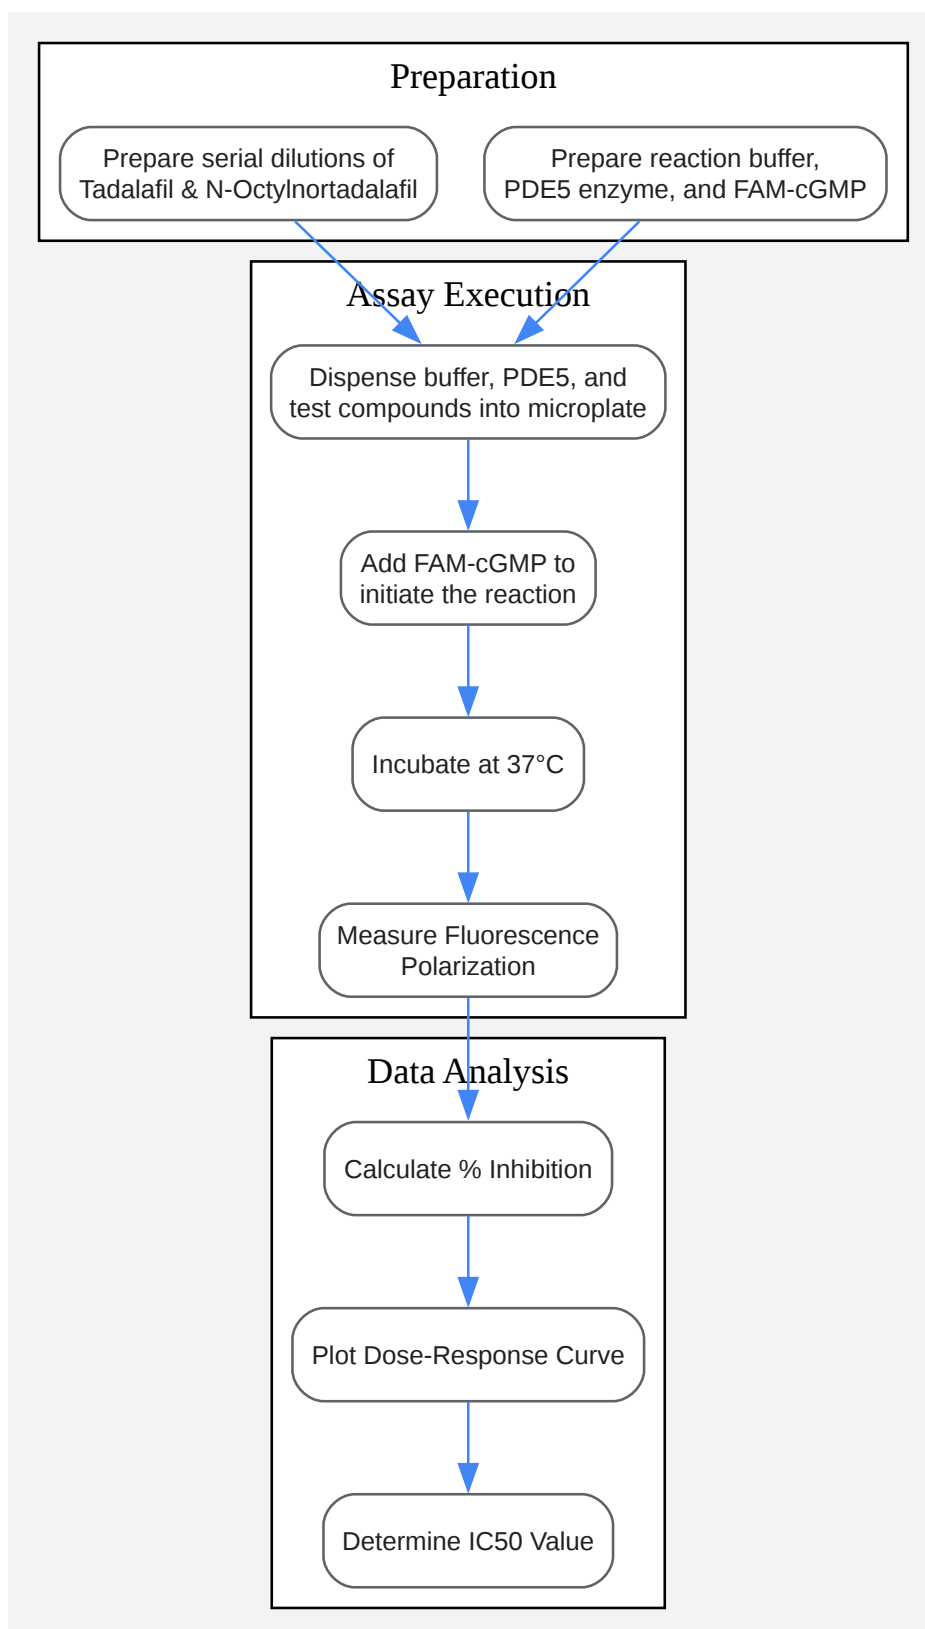 Preparation
Prepare serial dilutions of
Tadalafil & N-Octylnortadalafil
Prepare reaction buffer,
PDE5 enzyme, and FAM-cGMP
Assay Execution
Dispense buffer, PDE5, and
test compounds into microplate
Add FAM-cGMP to
initiate the reaction
Incubate at 37°C
Measure Fluorescence
Polarization
Data Analysis
Calculate % Inhibition
Plot Dose-Response Curve
Determine IC50 Value